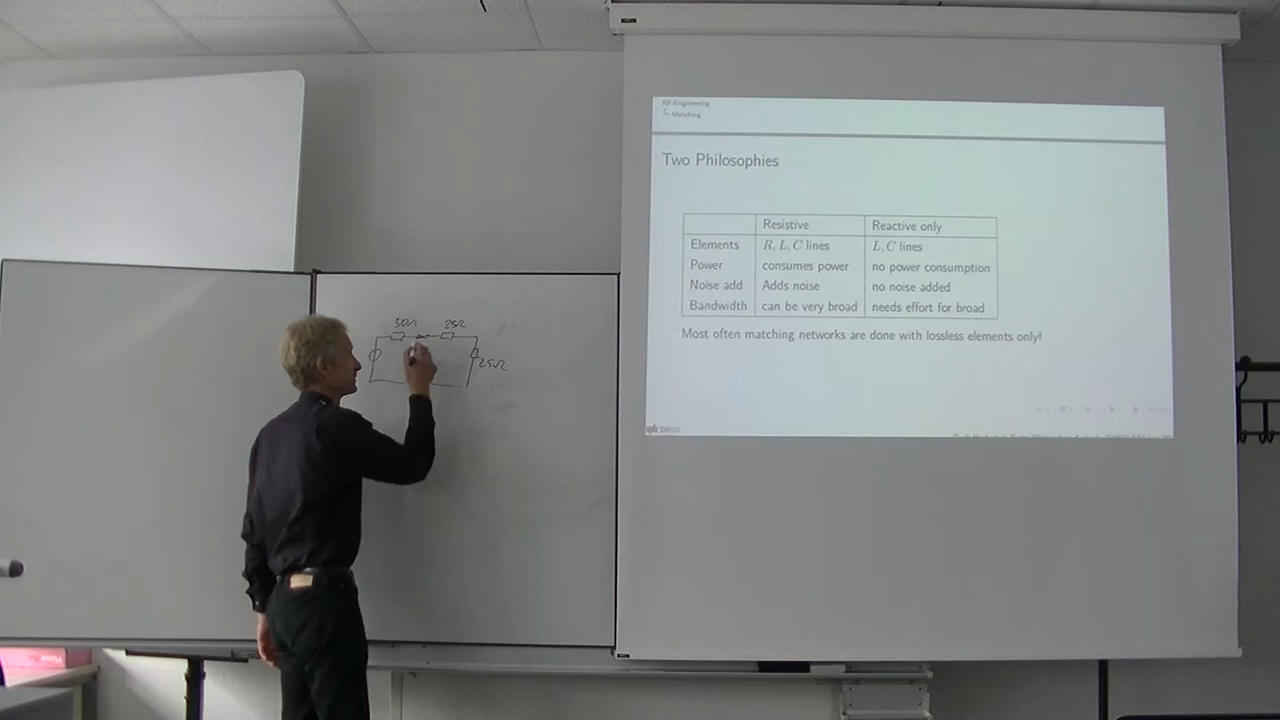 50Ω 25Ω
25Ω
RF-Engineering
Matching
Two Philosophies
Resistive Reactive only
Elements R, L, C lines L, C lines
Power consumes power no power consumption
Noise add Adds noise no noise added
Bandwidth can be very broad needs effort for broad
Most often matching networks are done with lossless elements only!